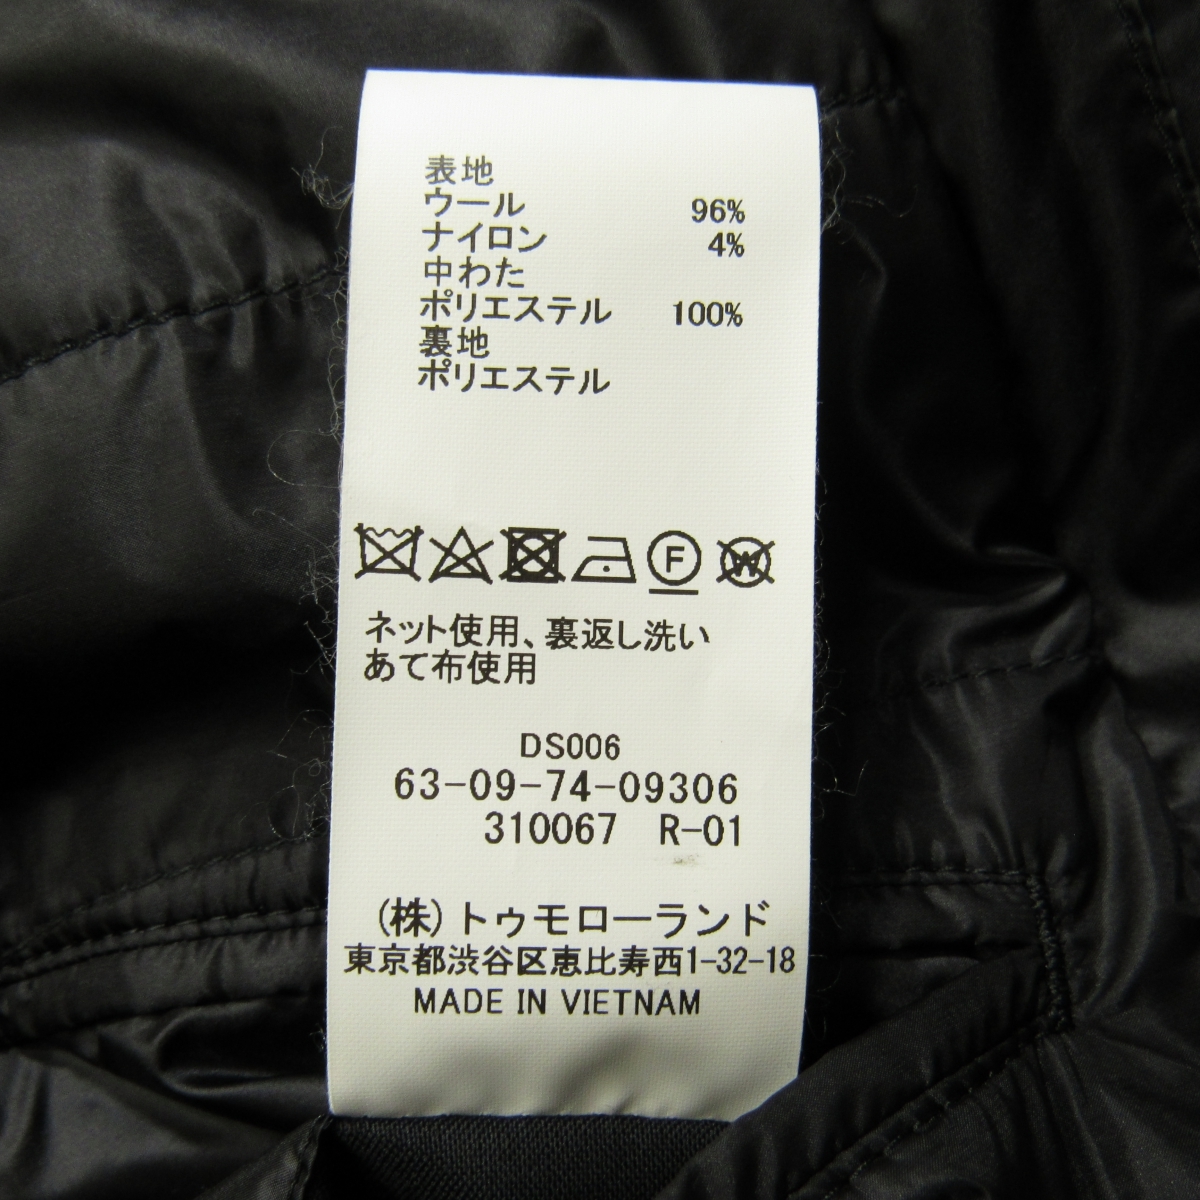 表地
ウール 96%
ナイロン 4%
中わた
ポリエステル 100%
裏地
ポリエステル
F W
ネット使用、裏返し洗い
あて布使用
DS006
63-09-74-09306
310067 R-01
(株)トゥモローランド
東京都渋谷区恵比寿西1-32-18
MADE IN VIETNAM